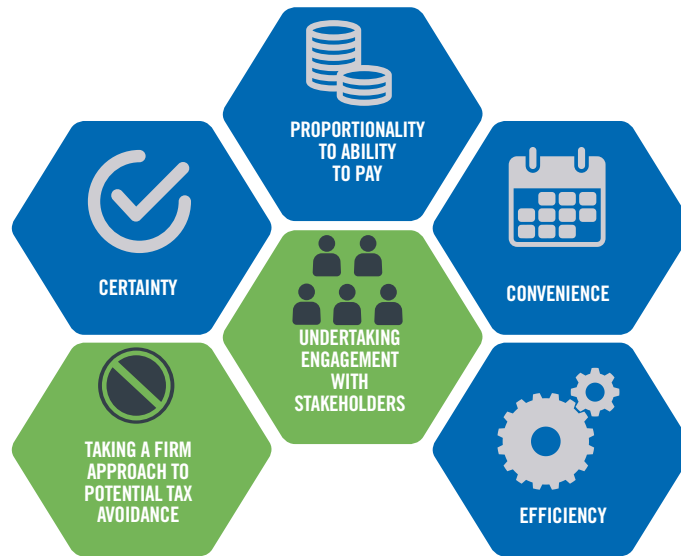 PROPORTIONALITY
TO ABILITY
TO PAY
CERTAINTY
CONVENIENCE
UNDERTAKING
ENGAGEMENT
WITH
STAKEHOLDERS
TAKING A FIRM
APPROACH TO
POTENTIAL TAX
AVOIDANCE
EFFICIENCY